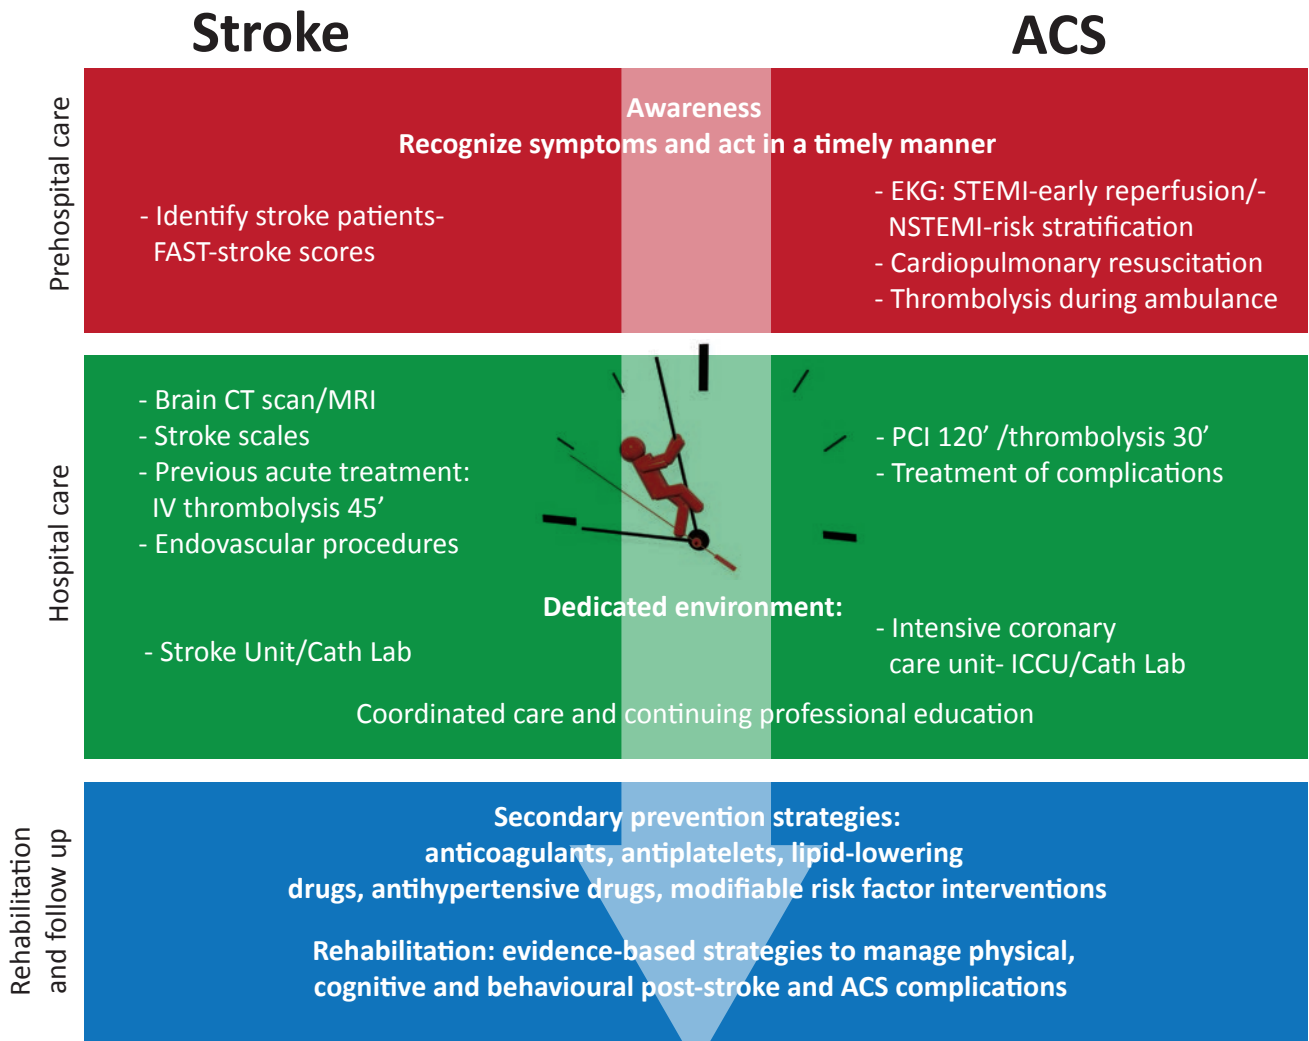 Stroke
ACS
Prehospital care
Awareness
Recognize symptoms and act in a timely manner
- Identify stroke patients-
FAST-stroke scores
- EKG: STEMI-early reperfusion/-
NSTEMI-risk stratification
- Cardiopulmonary resuscitation
- Thrombolysis during ambulance
Hospital care
- Brain CT scan/MRI
- Stroke scales
- Previous acute treatment:
IV thrombolysis 45’
- Endovascular procedures
- PCI 120’ /thrombolysis 30’
- Treatment of complications
Dedicated environment:
- Stroke Unit/Cath Lab
- Intensive coronary
care unit- ICCU/Cath Lab
Coordinated care and continuing professional education
Rehabilitation
and follow up
Secondary prevention strategies:
anticoagulants, antiplatelets, lipid-lowering
drugs, antihypertensive drugs, modifiable risk factor interventions
Rehabilitation: evidence-based strategies to manage physical,
cognitive and behavioural post-stroke and ACS complications